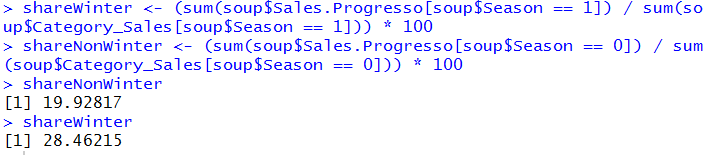 > shareWinter <- (sum(soup$Sales.Progresso[soup$Season == 1]) / sum(so
up$Category_Sales[soup$Season == 1])) * 100
> shareNonWinter <- (sum(soup$Sales.Progresso[soup$Season == 0]) / sum
(soup$Category_Sales[soup$Season == 0])) * 100
> shareNonWinter
[1] 19.92817
> shareWinter
[1] 28.46215